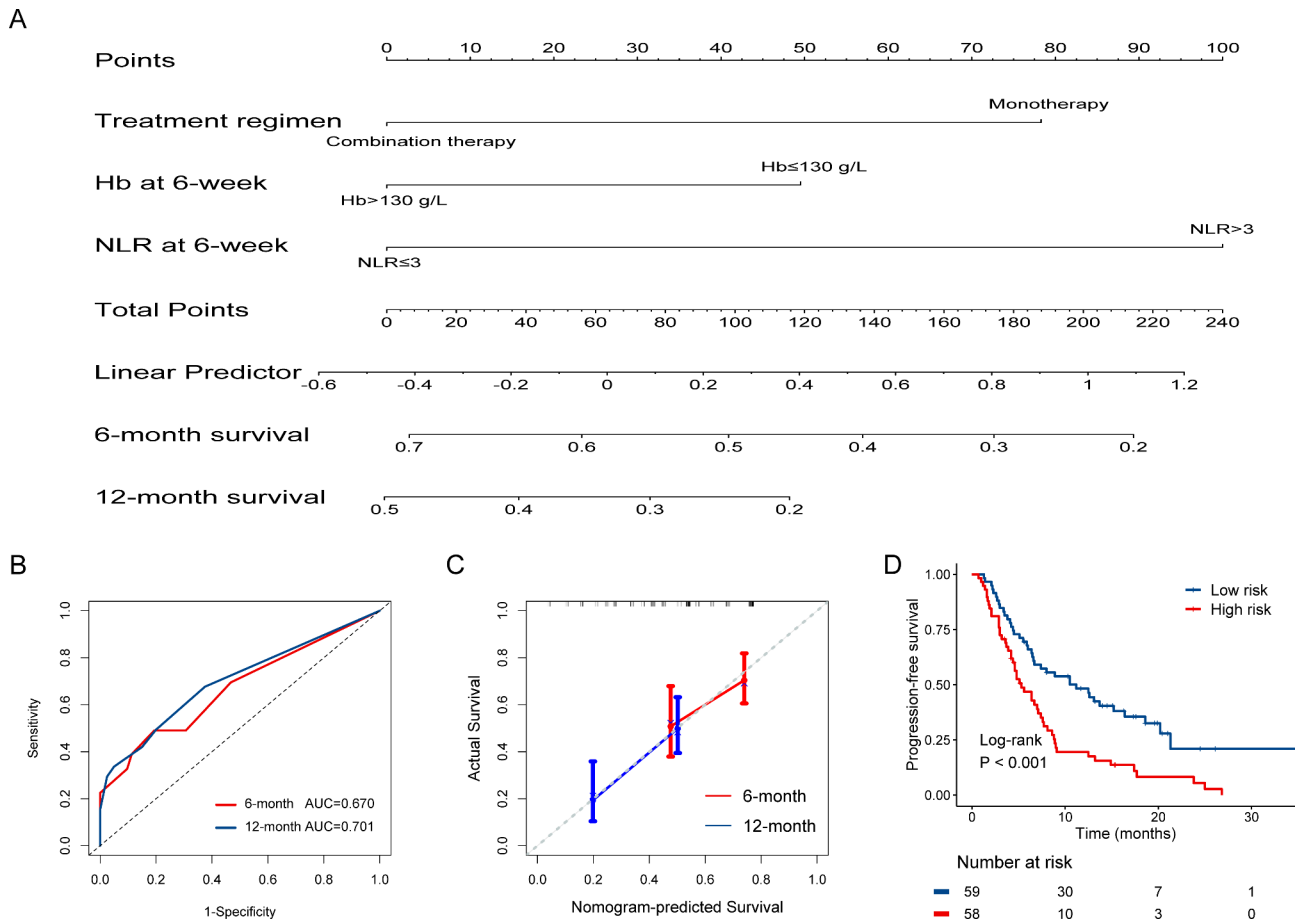 A
Points
0 10 20 30 40 50 60 70 80 90 100
Treatment regimen
Monotherapy
Combination therapy
Hb at 6-week
Hb≤130 g/L
Hb>130 g/L
NLR at 6-week
NLR>3
NLR≤3
Total Points
0 20 40 60 80 100 120 140 160 180 200 220 240
Linear Predictor
-0.6 -0.4 -0.2 0 0.2 0.4 0.6 0.8 1 1.2
6-month survival
0.7 0.6 0.5 0.4 0.3 0.2
12-month survival
0.5 0.4 0.3 0.2
B
Sensitivity
1.0
0.8
0.6
0.4
0.2
0.0
6-month AUC=0.670
12-month AUC=0.701
0.0 0.2 0.4 0.6 0.8 1.0
1-Specificity
C
Actual Survival
1.0
0.8
0.6
0.4
0.2
0.0
6-month
12-month
0.0 0.2 0.4 0.6 0.8 1.0
Nomogram-predicted Survival
D
Progression-free survival
1.00
0.75
0.50
0.25
0.00
Low risk
High risk
Log-rank
P < 0.001
0 10 20 30
Time (months)
Number at risk
59 30 7 1
58 10 3 0